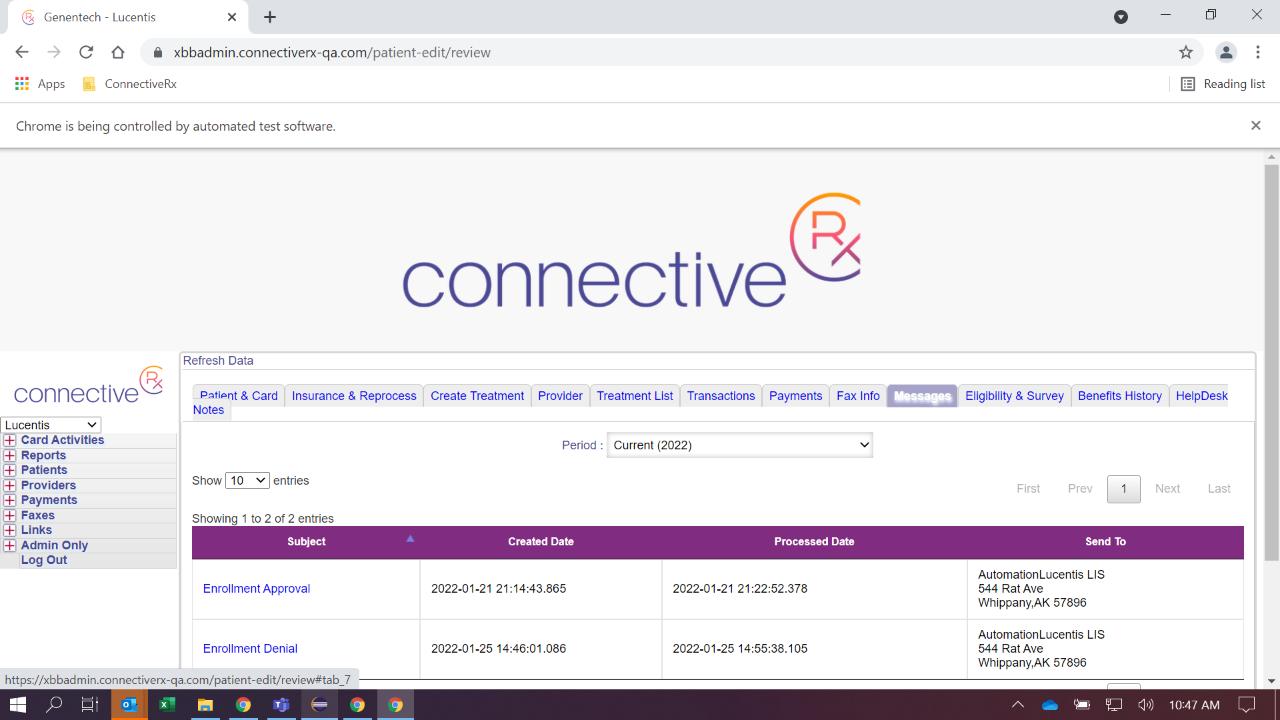 Genentech - Lucentis
xbbadmin.connectiverx-qa.com/patient-edit/review
Apps ConnectiveRx Reading list
Chrome is being controlled by automated test software.
connective Rx
connective Rx
Refresh Data
Patient & Card Insurance & Reprocess Create Treatment Provider Treatment List Transactions Payments Fax Info Messages Eligibility & Survey Benefits History HelpDesk
Notes
Lucentis
Card Activities
Reports
Patients
Providers
Payments
Faxes
Links
Admin Only
Log Out
Period : Current (2022)
Show 10 entries
First Prev 1 Next Last
Showing 1 to 2 of 2 entries
Subject Created Date Processed Date Send To
Enrollment Approval 2022-01-21 21:14:43.865 2022-01-21 21:22:52.378 AutomationLucentis LIS
544 Rat Ave
Whippany,AK 57896
Enrollment Denial 2022-01-25 14:46:01.086 2022-01-25 14:55:38.105 AutomationLucentis LIS
544 Rat Ave
Whippany,AK 57896
https://xbbadmin.connectiverx-qa.com/patient-edit/review#tab_7
10:47 AM